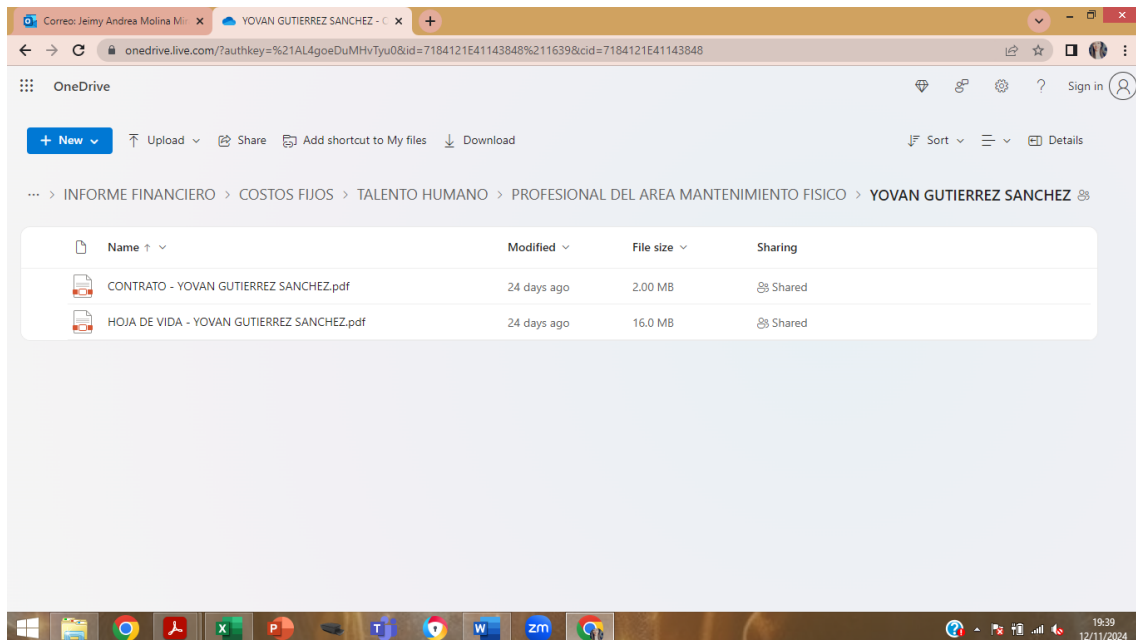 Correo: Jeimy Andrea Molina Mir
YOVAN GUTIERREZ SANCHEZ - C
onedrive.live.com/?authkey=%21AL4goeDuMHvTyu0&id=7184121E41143848%211639&cid=7184121E41143848
OneDrive
? Sign in
+ New Upload Share Add shortcut to My files Download Sort Details
... > INFORME FINANCIERO > COSTOS FIJOS > TALENTO HUMANO > PROFESIONAL DEL AREA MANTENIMIENTO FISICO > YOVAN GUTIERREZ SANCHEZ
Name ↑ Modified File size Sharing
CONTRATO - YOVAN GUTIERREZ SANCHEZ.pdf 24 days ago 2.00 MB Shared
HOJA DE VIDA - YOVAN GUTIERREZ SANCHEZ.pdf 24 days ago 16.0 MB Shared
19:39
12/11/2024